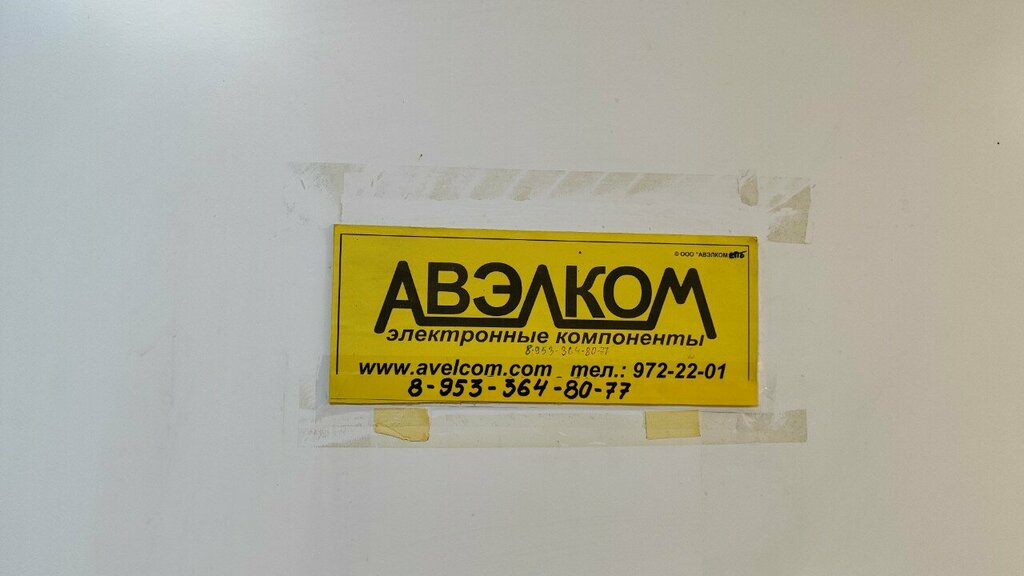 © ООО "АВЭЛКОМ
АВЭЛКОМ
электронные компоненты
8-953-364-80-77
www.avelcom.com тел.: 972-22-01
8-953-364-80-77